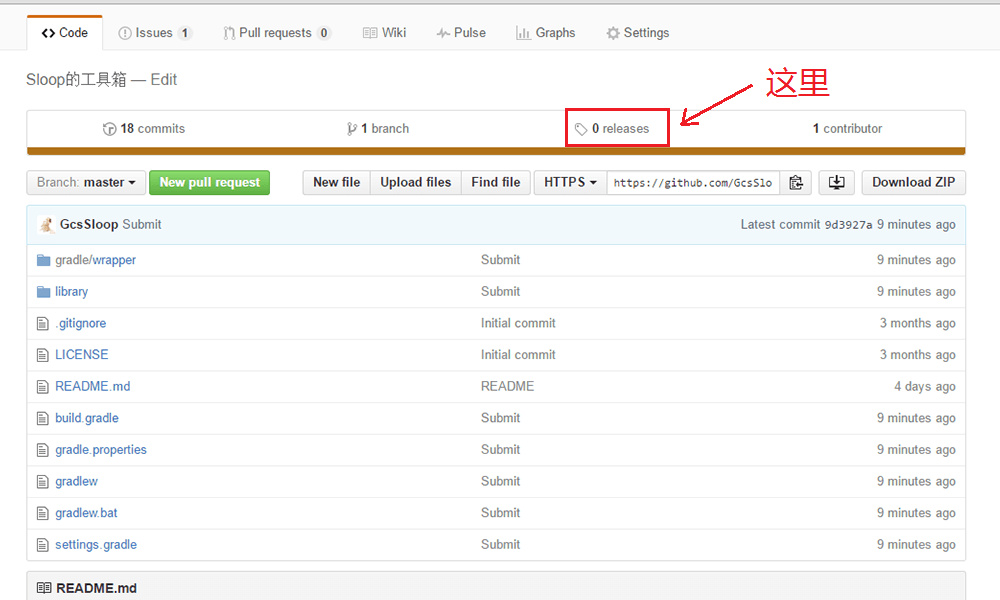 Code Issues 1 Pull requests 0 Wiki Pulse Graphs Settings
Sloop的工具箱 — Edit
这里
18 commits 1 branch 0 releases 1 contributor
Branch: master New pull request New file Upload files Find file HTTPS https://github.com/GcsSlo Download ZIP
GcsSloop Submit Latest commit 9d3927a 9 minutes ago
gradle/wrapper Submit 9 minutes ago
library Submit 9 minutes ago
.gitignore Initial commit 3 months ago
LICENSE Initial commit 3 months ago
README.md README 4 days ago
build.gradle Submit 9 minutes ago
gradle.properties Submit 9 minutes ago
gradlew Submit 9 minutes ago
gradlew.bat Submit 9 minutes ago
settings.gradle Submit 9 minutes ago
README.md